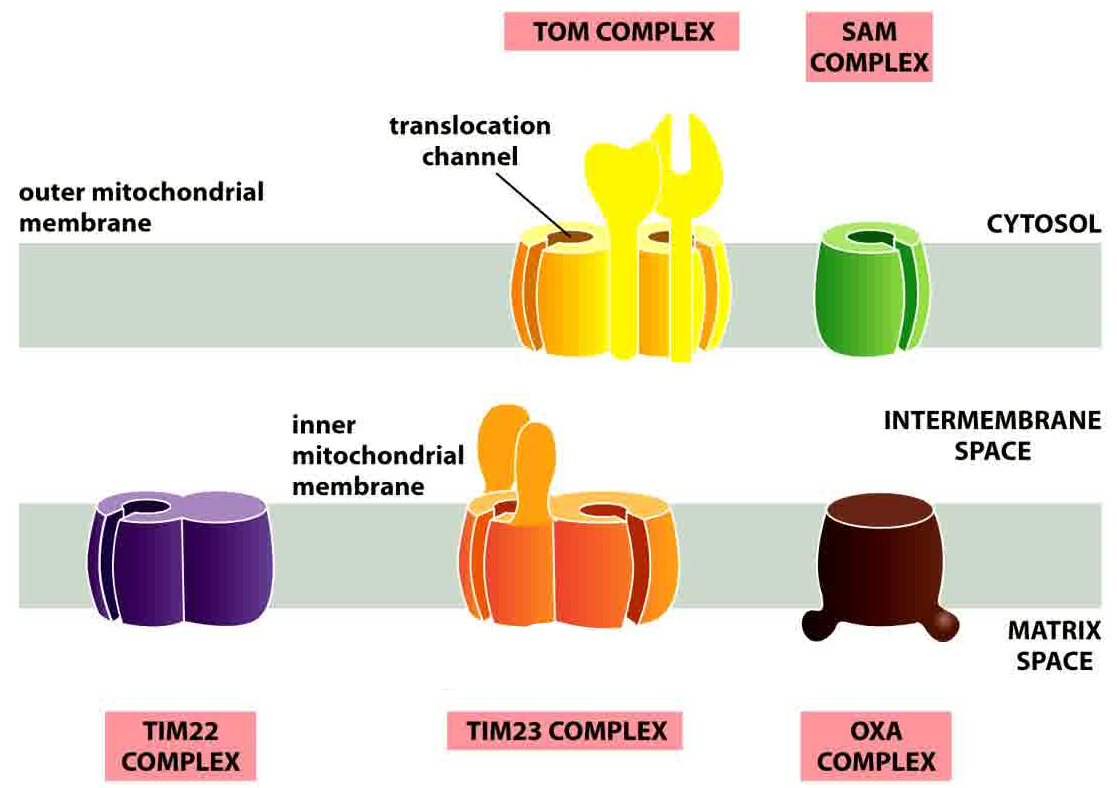 TOM COMPLEX
SAM
COMPLEX
translocation
channel
outer mitochondrial
membrane
CYTOSOL
INTERMEMBRANE
SPACE
inner
mitochondrial
membrane
MATRIX
SPACE
TIM22
COMPLEX
TIM23 COMPLEX
OXA
COMPLEX